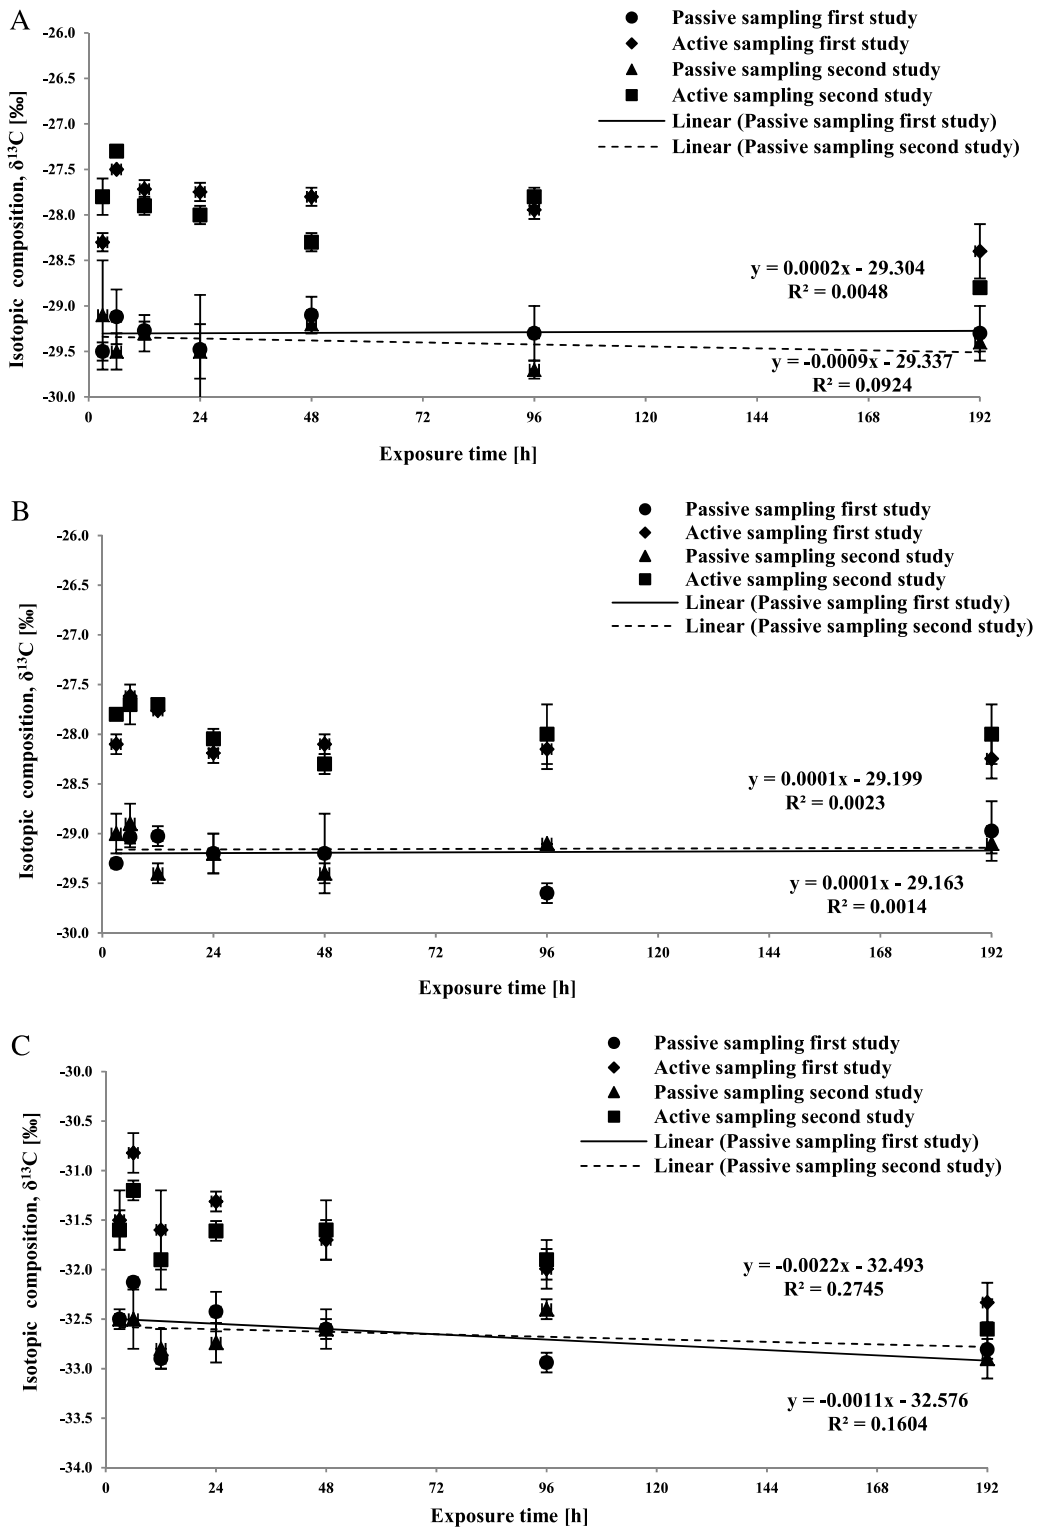 A
Passive sampling first study
Active sampling first study
Passive sampling second study
Active sampling second study
Linear (Passive sampling first study)
Linear (Passive sampling second study)
Isotopic composition, δ¹³C [‰]
-26.0
-26.5
-27.0
-27.5
-28.0
-28.5
-29.0
-29.5
-30.0
y = 0.0002x - 29.304
R² = 0.0048
y = -0.0009x - 29.337
R² = 0.0924
0 24 48 72 96 120 144 168 192
Exposure time [h]
B
Passive sampling first study
Active sampling first study
Passive sampling second study
Active sampling second study
Linear (Passive sampling first study)
Linear (Passive sampling second study)
Isotopic composition, δ¹³C [‰]
-26.0
-26.5
-27.0
-27.5
-28.0
-28.5
-29.0
-29.5
-30.0
y = 0.0001x - 29.199
R² = 0.0023
y = 0.0001x - 29.163
R² = 0.0014
0 24 48 72 96 120 144 168 192
Exposure time [h]
C
Passive sampling first study
Active sampling first study
Passive sampling second study
Active sampling second study
Linear (Passive sampling first study)
Linear (Passive sampling second study)
Isotopic composition, δ¹³C [‰]
-30.0
-30.5
-31.0
-31.5
-32.0
-32.5
-33.0
-33.5
-34.0
y = -0.0022x - 32.493
R² = 0.2745
y = -0.0011x - 32.576
R² = 0.1604
0 24 48 72 96 120 144 168 192
Exposure time [h]